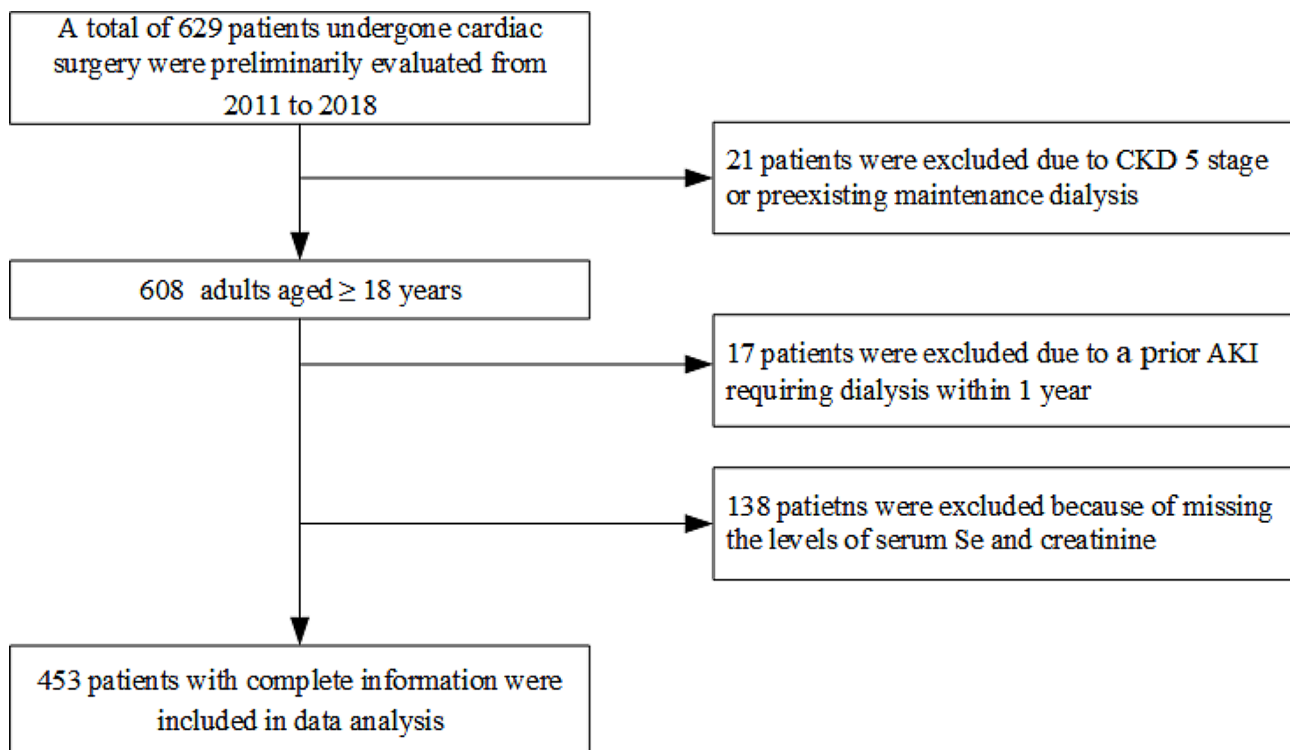 A total of 629 patients undergone cardiac
surgery were preliminarily evaluated from
2011 to 2018
21 patients were excluded due to CKD 5 stage
or preexisting maintenance dialysis
608 adults aged ≥ 18 years
17 patients were excluded due to a prior AKI
requiring dialysis within 1 year
138 patietns were excluded because of missing
the levels of serum Se and creatinine
453 patients with complete information were
included in data analysis